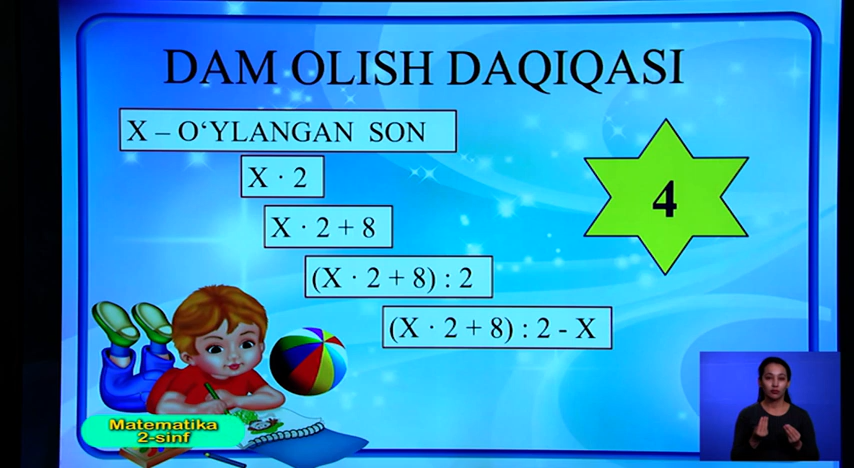 DAM OLISH DAQIQASI
X – O‘YLANGAN SON
X · 2
X · 2 + 8
(X · 2 + 8) : 2
(X · 2 + 8) : 2 - X
4
Matematika
2-sinf